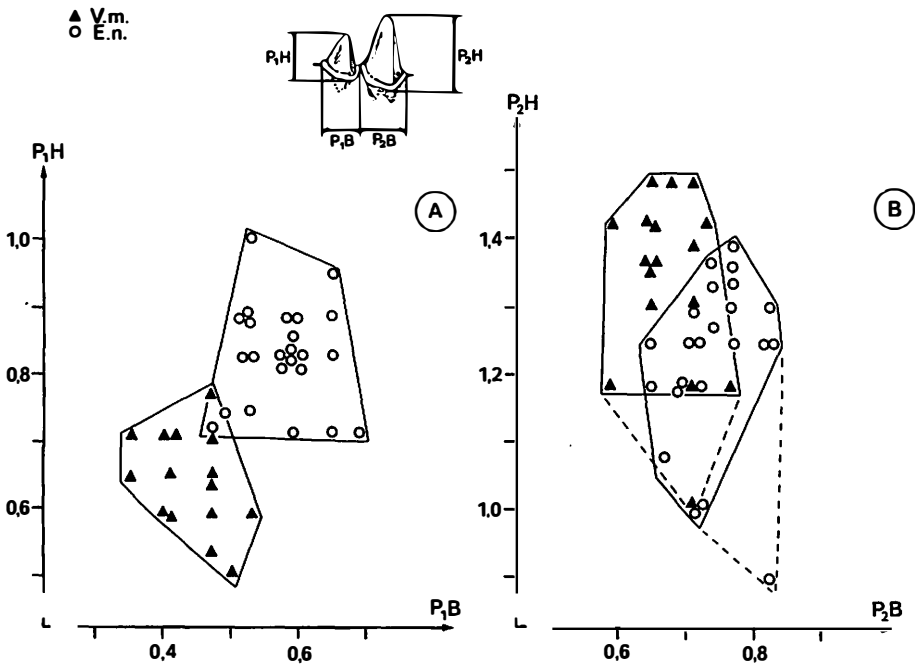 ▲ V.m.
○ E.n.
P₁H P₂H
P₁B P₂B
P₁H
P₂H
A
B
1,0
0,8
0,6
1,4
1,2
1,0
P₁B
P₂B
0,4 0,6
0,6 0,8